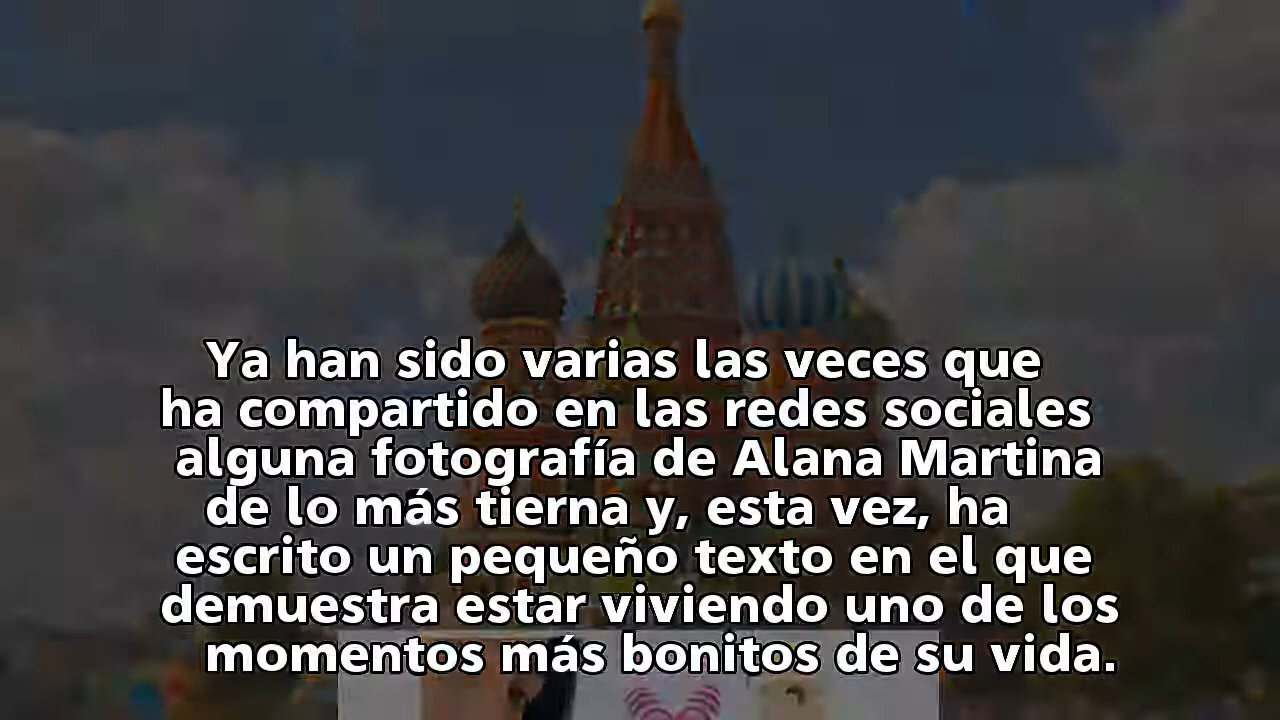 Ya han sido varias las veces que
ha compartido en las redes sociales
alguna fotografía de Alana Martina
de lo más tierna y, esta vez, ha
escrito un pequeño texto en el que
demuestra estar viviendo uno de los
momentos más bonitos de su vida.